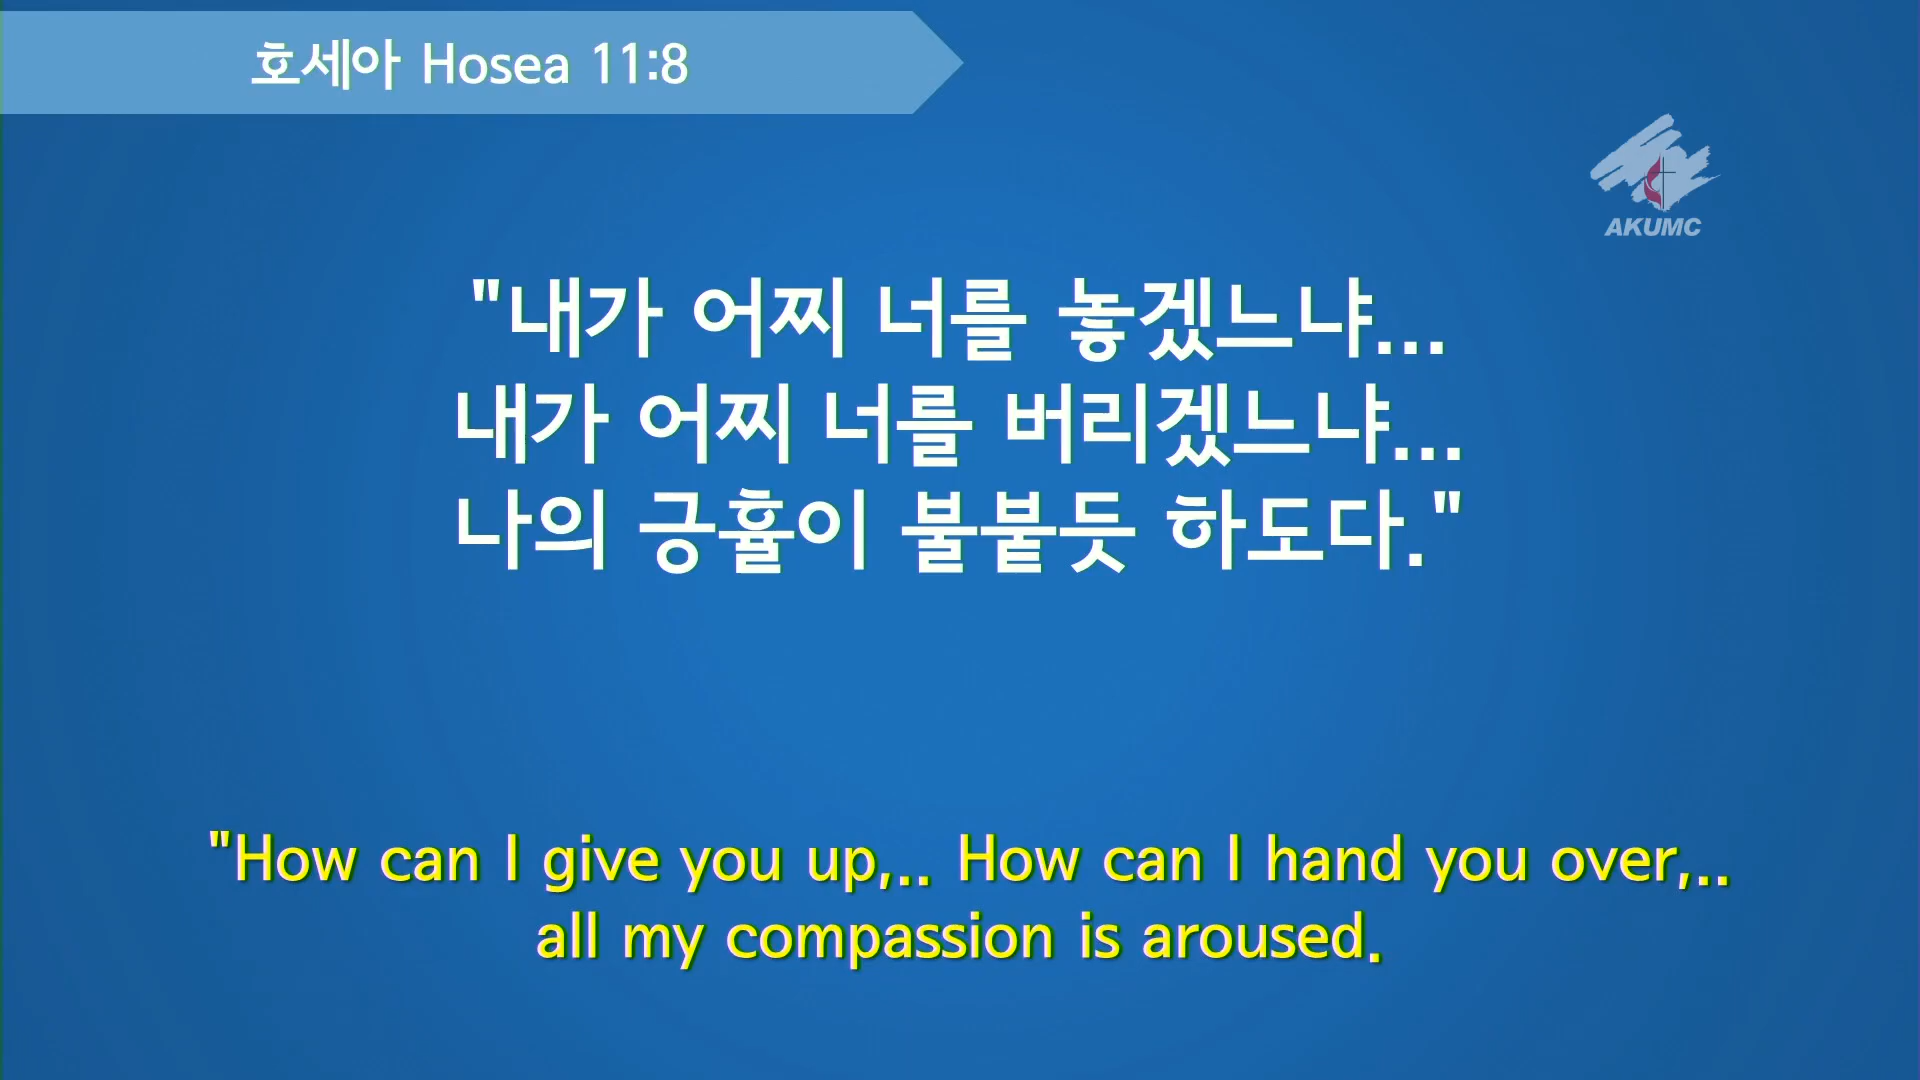 호세아 Hosea 11:8
AKUMC
"내가 어찌 너를 놓겠느냐...
내가 어찌 너를 버리겠느냐...
나의 긍휼이 불붙듯 하도다."
"How can I give you up,.. How can I hand you over,..
all my compassion is aroused.